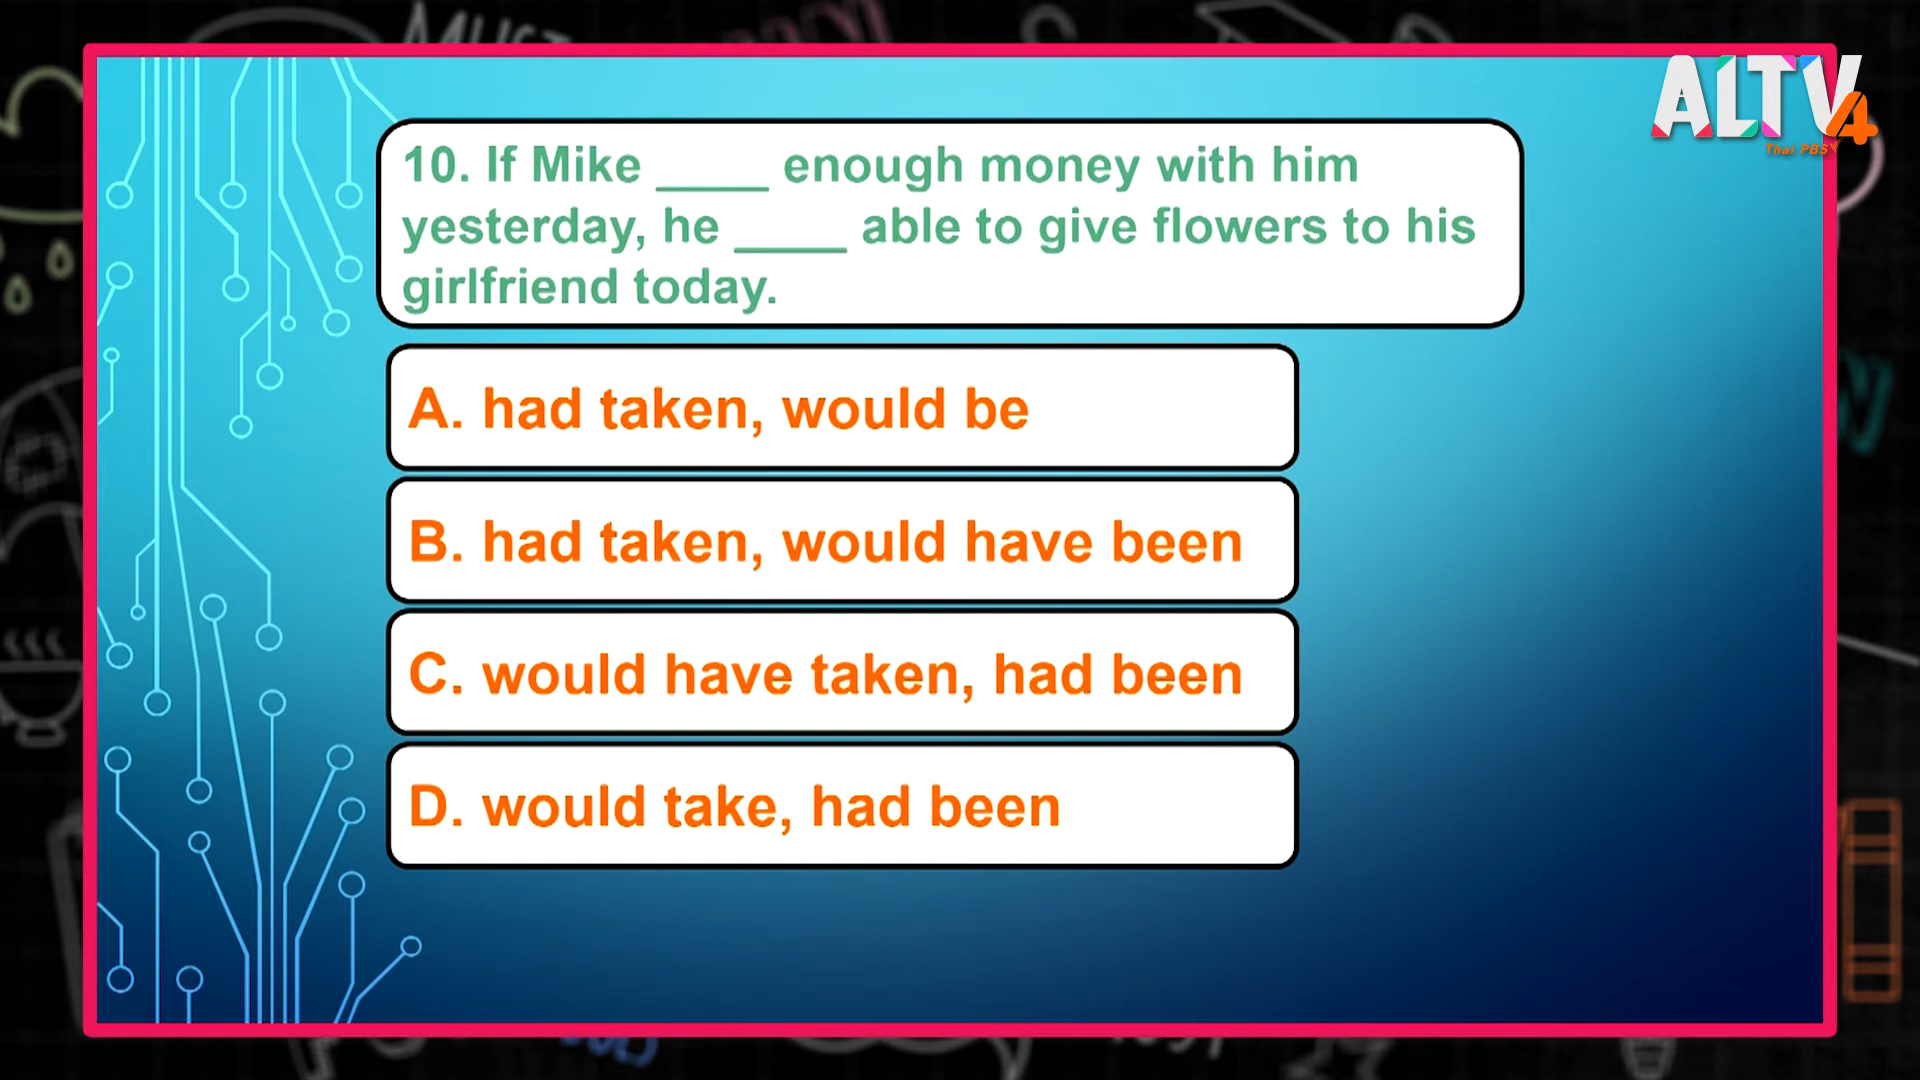 ALTV4
Thai PBS
10. If Mike _____ enough money with him
yesterday, he _____ able to give flowers to his
girlfriend today.
A. had taken, would be
B. had taken, would have been
C. would have taken, had been
D. would take, had been